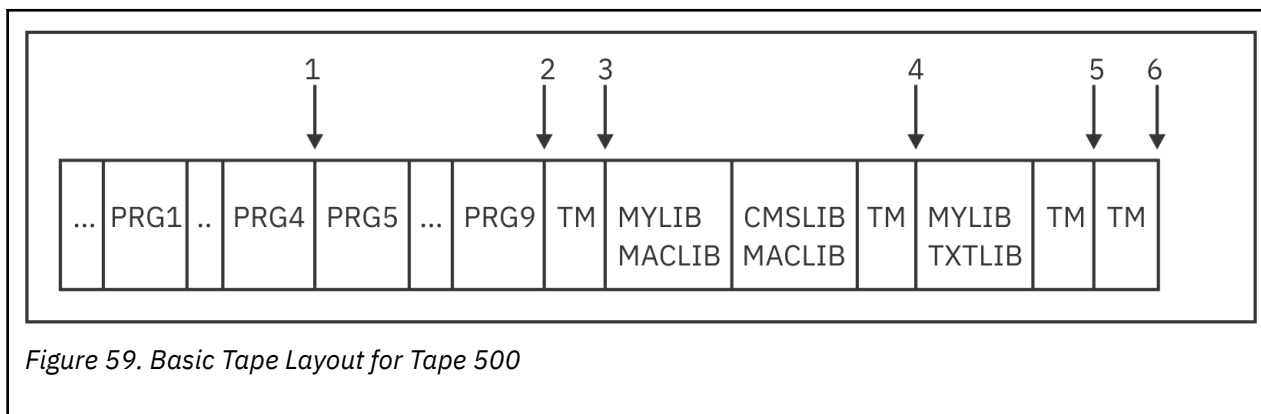 1 2 3 4 5 6
... PRG1 .. PRG4 PRG5 ... PRG9 TM MYLIB CMSLIB TM MYLIB TM TM
MACLIB MACLIB TXTLIB
Figure 59. Basic Tape Layout for Tape 500